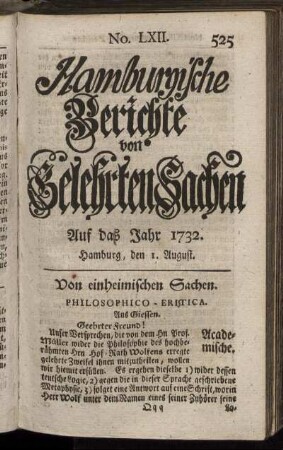 No. LXII. 525
Hamburgische
Berichte
von
Gelehrten Sachen
Auf das Jahr 1732.
Hamburg, den 1. August.
Von einheimischen Sachen.
PHILOSOPHICO - ERISTICA.
Aus Giessen.
Geehrter Freund!
Unser Versprechen, die von dem Hn Prof.
Müller wider die Philosophie des hochbe-
rühmten Hrn Hof-Rath Wolfens erregte
gelehrte Zweifel ihnen mitzutheilen, wollen
wir hiemit erfüllen. Es ergehen dieselbe 1) wider dessen
teutsche Logic, 2) gegen die in dieser Sprache geschriebene
Metaphysic, 3) folget eine Antwort auf eine Schrift, worin
Herr Wolf unter dem Namen eines seiner Zuhörer seine
Acade-
mische.
Qqq